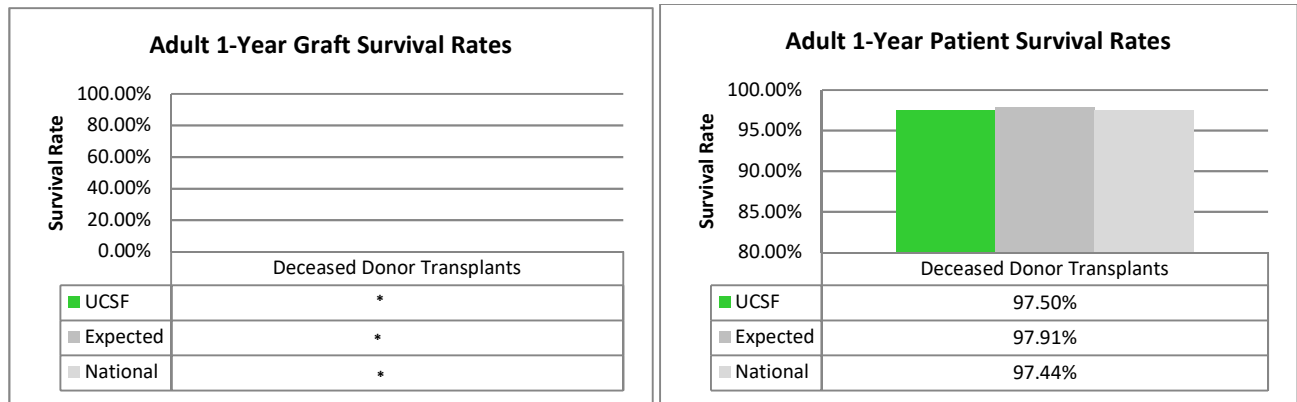 Adult 1-Year Graft Survival Rates
Survival Rate
100.00%
80.00%
60.00%
40.00%
20.00%
0.00%
Deceased Donor Transplants
UCSF *
Expected *
National *
Adult 1-Year Patient Survival Rates
Survival Rate
100.00%
95.00%
90.00%
85.00%
80.00%
Deceased Donor Transplants
UCSF 97.50%
Expected 97.91%
National 97.44%